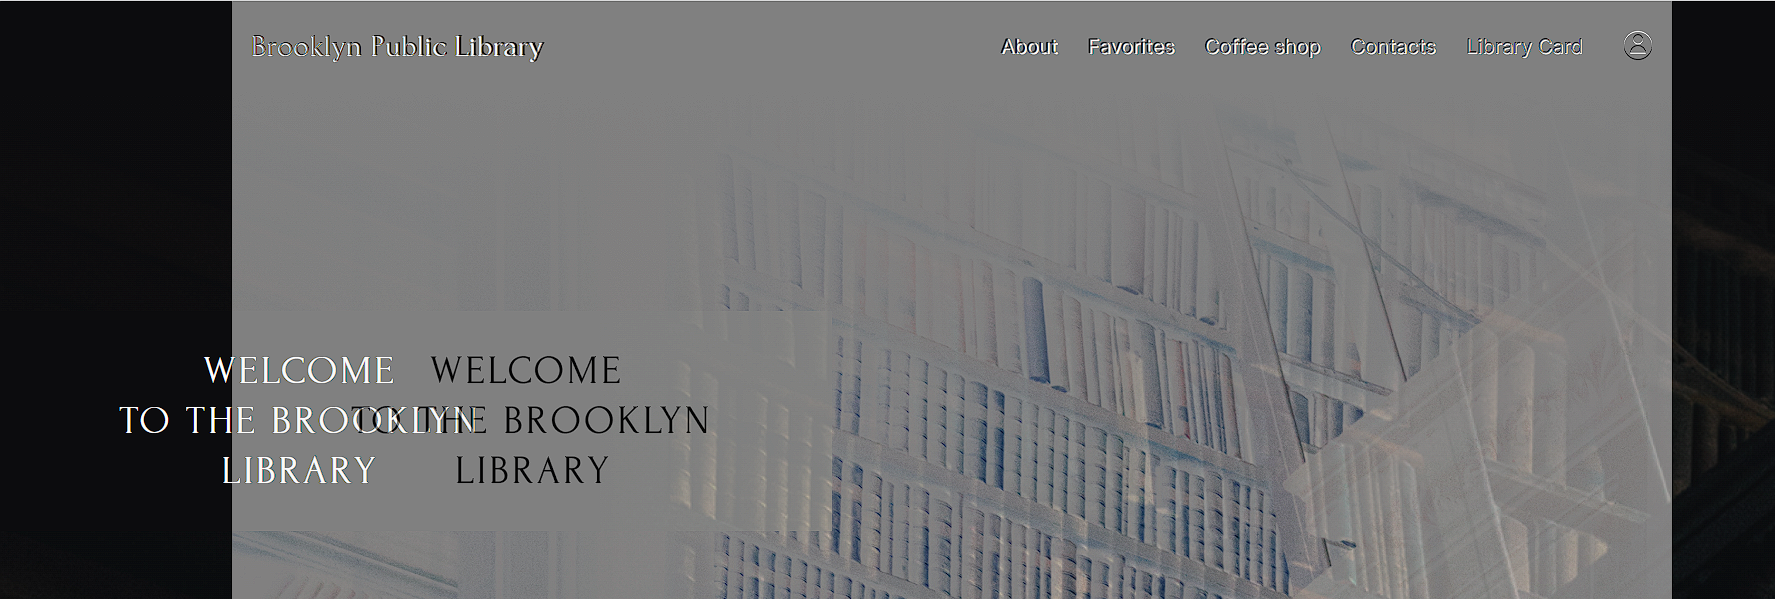 Brooklyn Public Library
About Favorites Coffee shop Contacts Library Card
WELCOME WELCOME
TO THE BROOKLYN TO THE BROOKLYN
LIBRARY LIBRARY